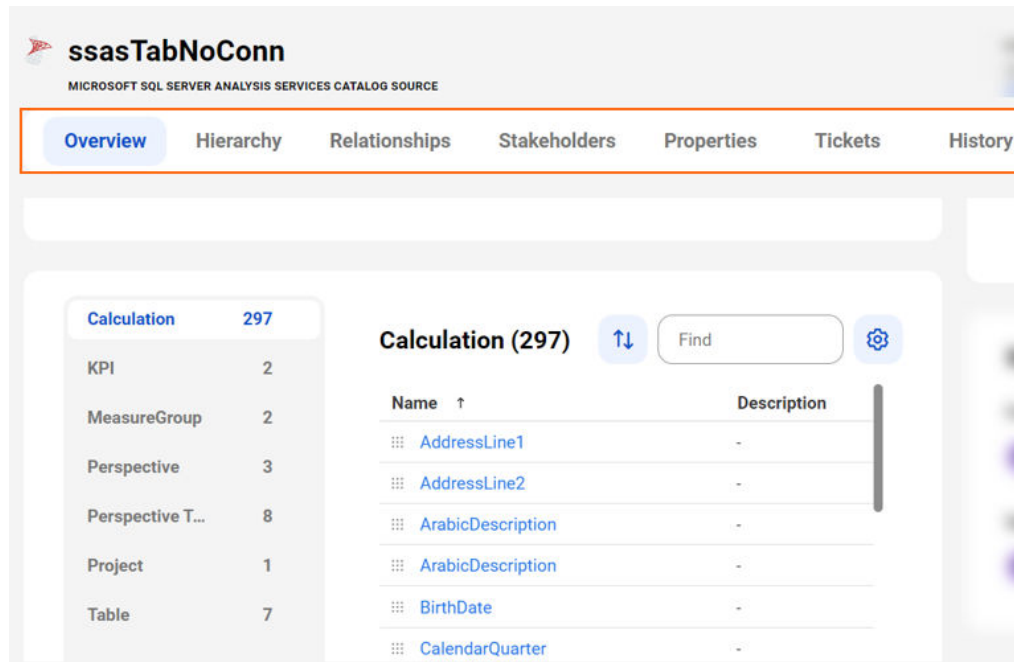 ssasTabNoConn
MICROSOFT SQL SERVER ANALYSIS SERVICES CATALOG SOURCE
Overview Hierarchy Relationships Stakeholders Properties Tickets History
Calculation 297
KPI 2
MeasureGroup 2
Perspective 3
Perspective T... 8
Project 1
Table 7
Calculation (297) Find
Name ↑ Description
AddressLine1 -
AddressLine2 -
ArabicDescription -
ArabicDescription -
BirthDate -
CalendarQuarter -